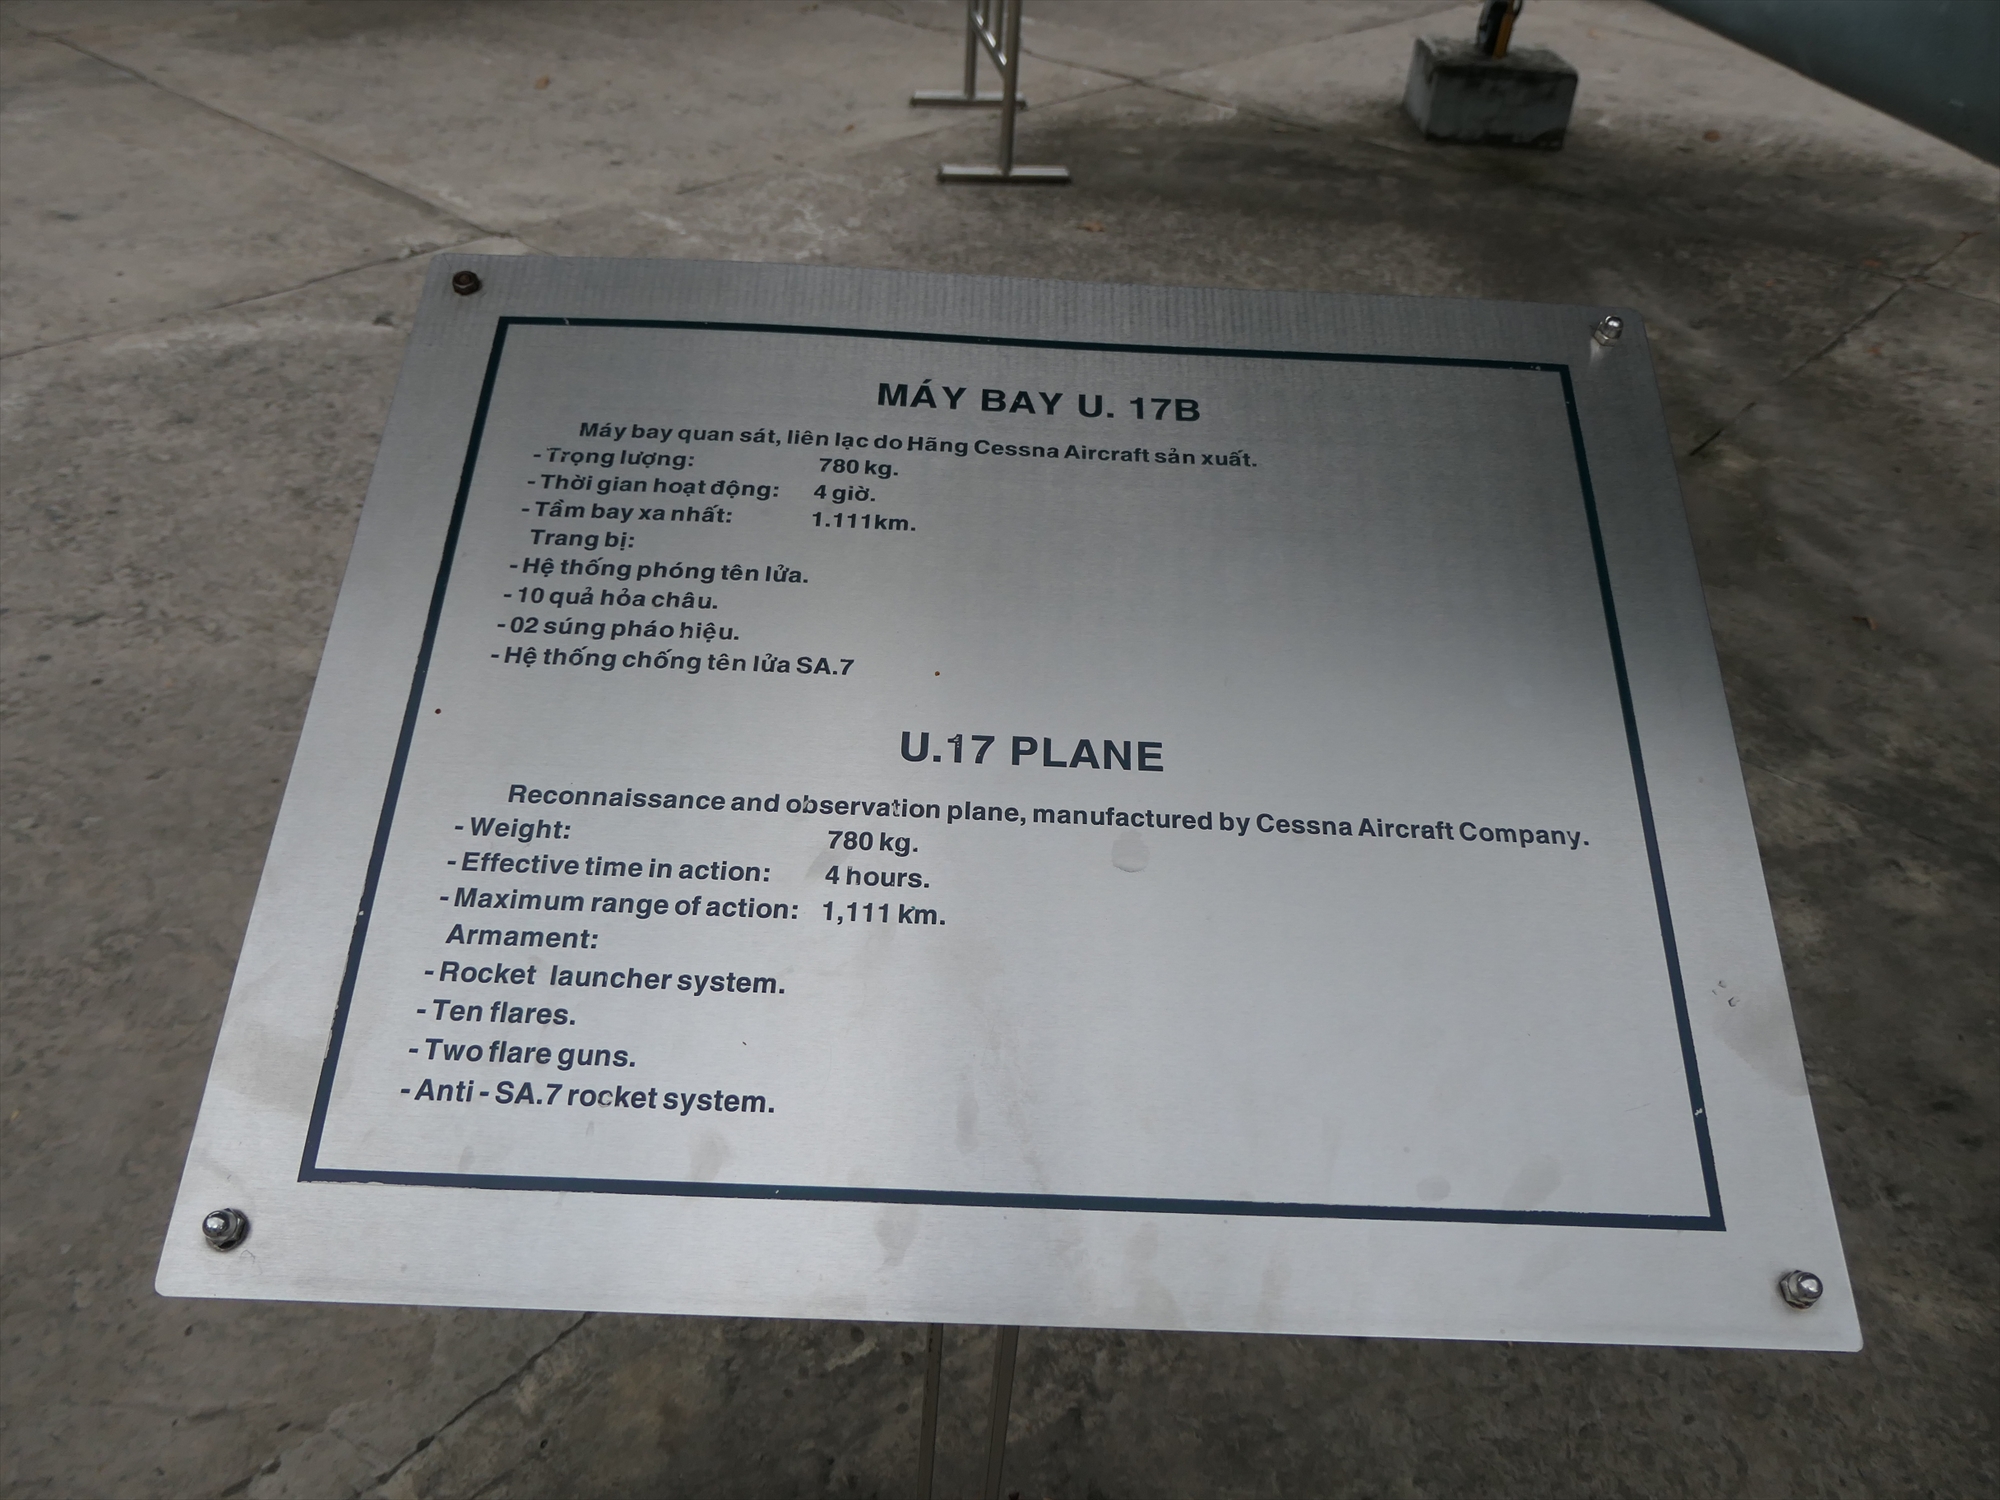 MÁY BAY U. 17B
Máy bay quan sát, liên lạc do Hãng Cessna Aircraft sản xuất.
- Trọng lượng: 780 kg.
- Thời gian hoạt động: 4 giờ.
- Tầm bay xa nhất: 1.111km.
Trang bị:
- Hệ thống phóng tên lửa.
- 10 quả hỏa châu.
- 02 súng pháo hiệu.
- Hệ thống chống tên lửa SA.7
U.17 PLANE
Reconnaissance and observation plane, manufactured by Cessna Aircraft Company.
- Weight: 780 kg.
- Effective time in action: 4 hours.
- Maximum range of action: 1,111 km.
Armament:
- Rocket launcher system.
- Ten flares.
- Two flare guns.
- Anti - SA.7 rocket system.